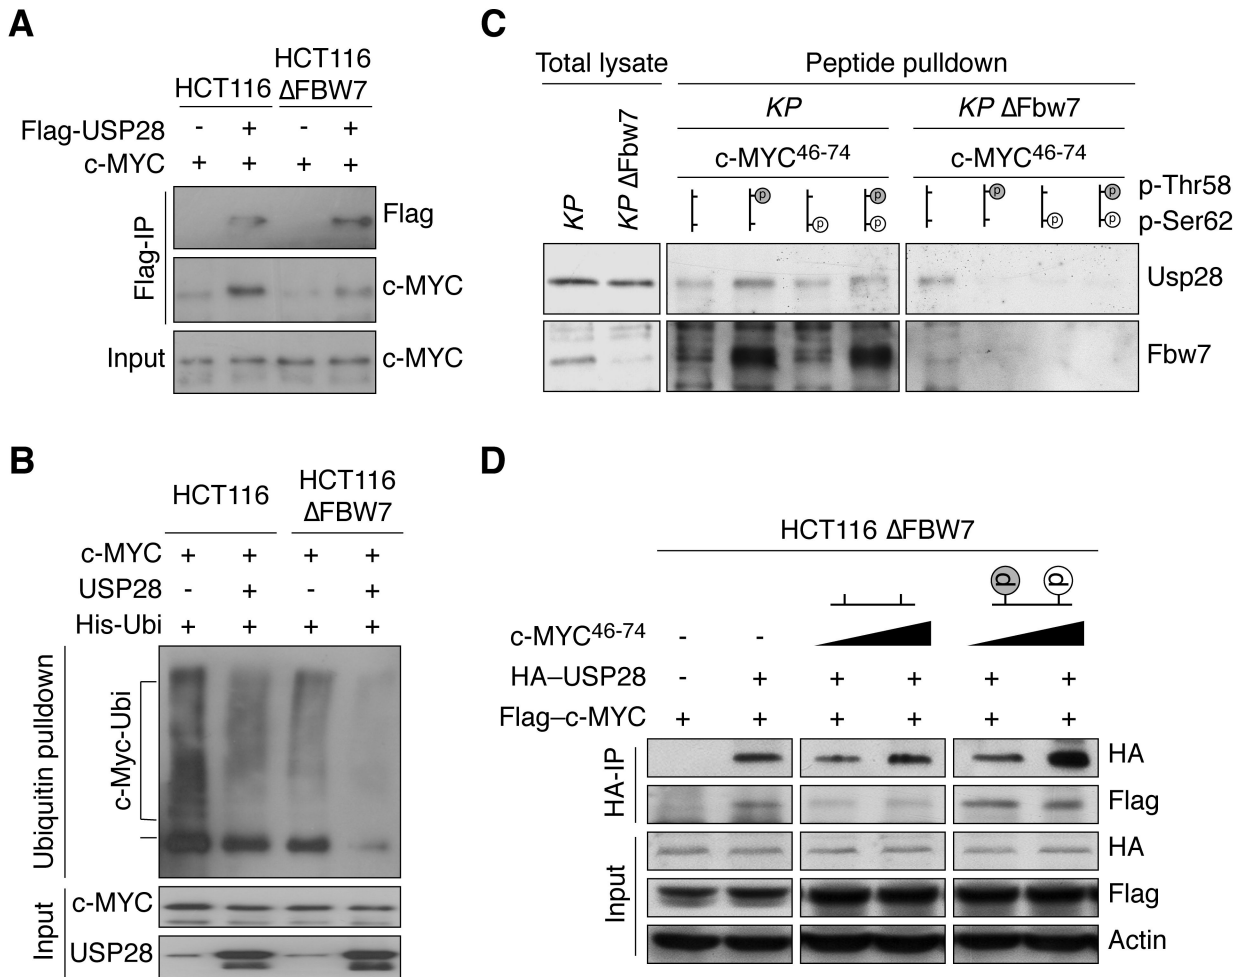 A
HCT116
HCT116
ΔFBW7
Flag-USP28 - + - +
c-MYC + + + +
Flag-IP
Flag
c-MYC
Input
c-MYC
B
HCT116
HCT116
ΔFBW7
c-MYC + + + +
USP28 - + - +
His-Ubi + + + +
Ubiquitin pulldown
c-Myc-Ubi
Input
c-MYC
USP28
C
Total lysate
Peptide pulldown
KP
KP ΔFbw7
KP
KP ΔFbw7
c-MYC46-74
c-MYC46-74
p p p p p-Thr58
p p p p p-Ser62
Usp28
Fbw7
D
HCT116 ΔFBW7
p p
c-MYC46-74 - -
HA–USP28 - + + + + +
Flag–c-MYC + + + + + +
HA-IP
HA
Flag
Input
HA
Flag
Actin